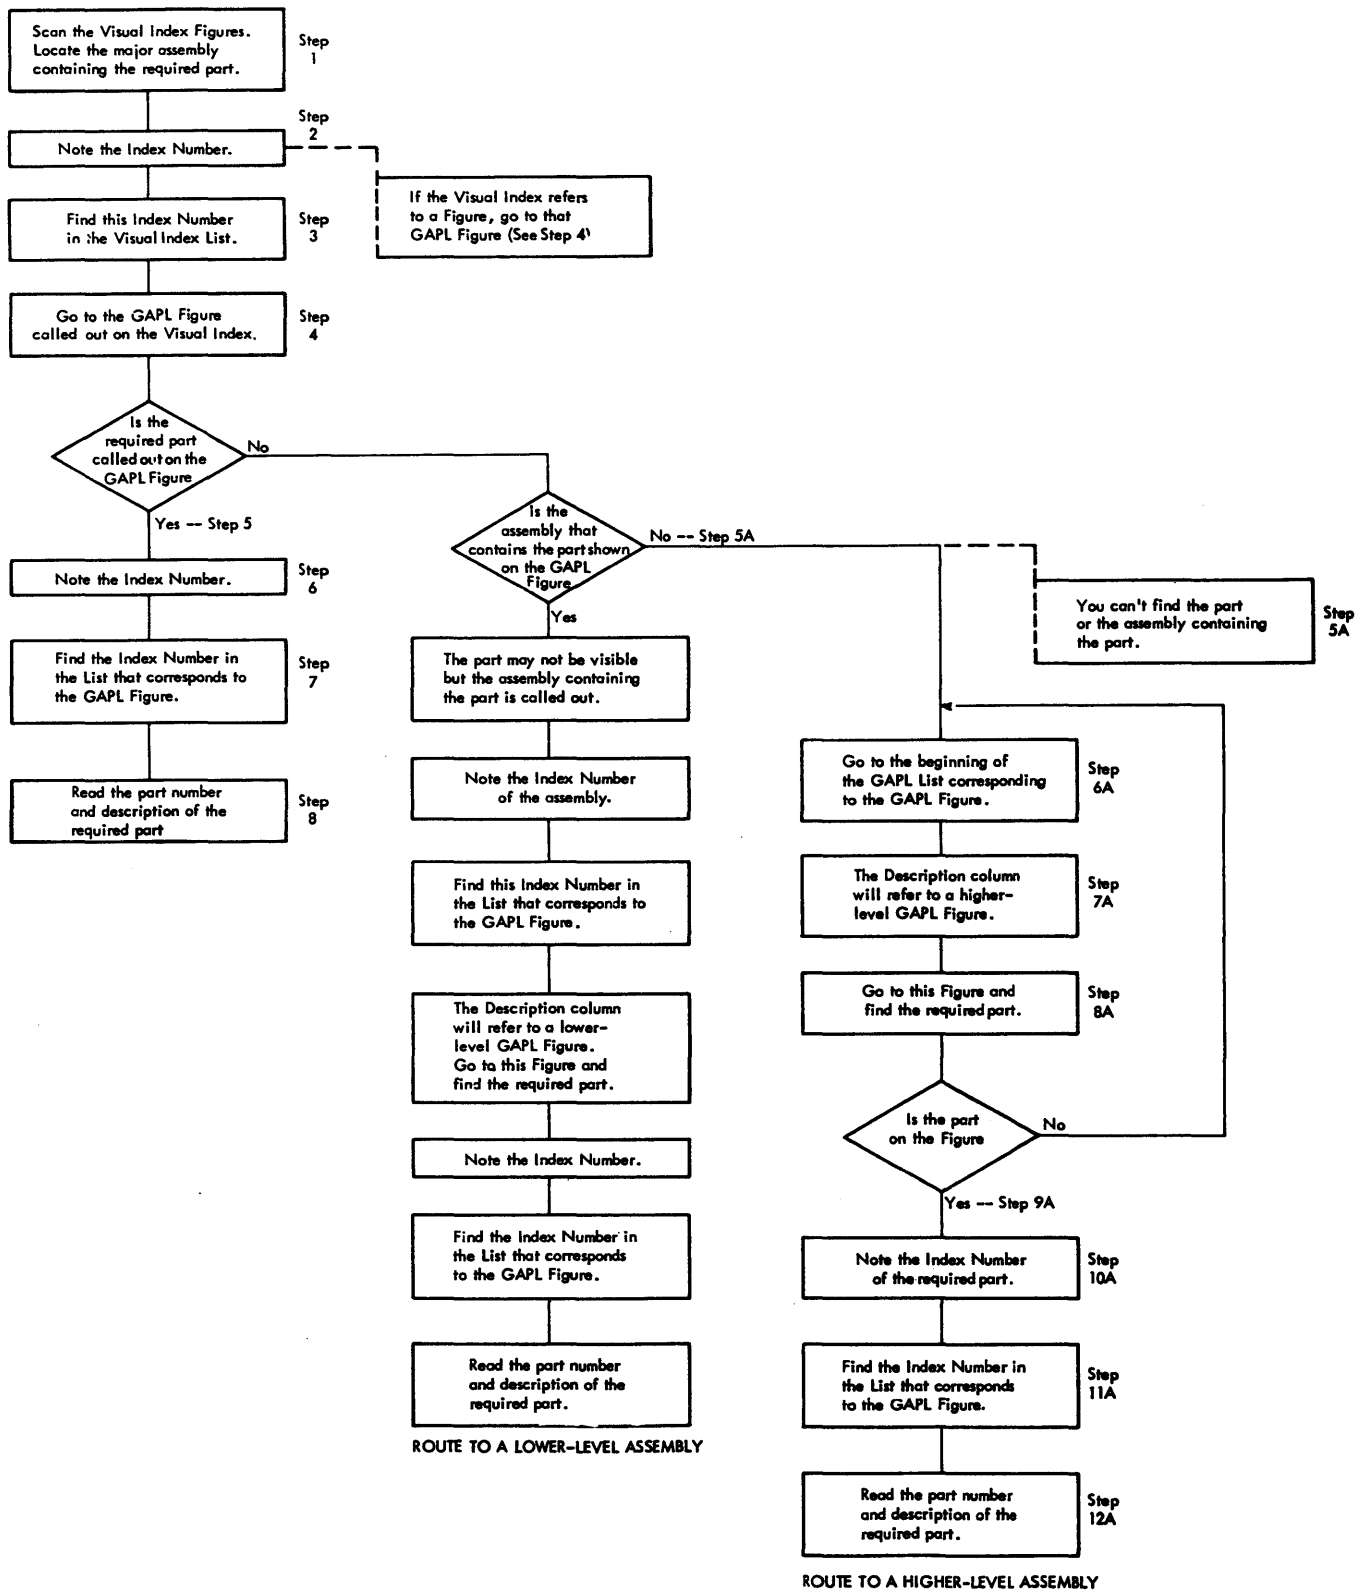 Scan the Visual Index Figures.
Locate the major assembly
containing the required part.
Step
1
Step
2
Note the Index Number.
If the Visual Index refers
to a Figure, go to that
GAPL Figure (See Step 4)
Find this Index Number
in the Visual Index List.
Step
3
Go to the GAPL Figure
called out on the Visual Index.
Step
4
Is the
required part
called out on the
GAPL Figure
No
Yes -- Step 5
Note the Index Number.
Step
6
Find the Index Number in
the List that corresponds to
the GAPL Figure.
Step
7
Read the part number
and description of the
required part
Step
8
Is the
assembly that
contains the part shown
on the GAPL
Figure
No -- Step 5A
Yes
The part may not be visible
but the assembly containing
the part is called out.
Note the Index Number
of the assembly.
Find this Index Number in
the List that corresponds to
the GAPL Figure.
The Description column
will refer to a lower-
level GAPL Figure.
Go to this Figure and
find the required part.
Note the Index Number.
Find the Index Number in
the List that corresponds
to the GAPL Figure.
Read the part number
and description of the
required part.
ROUTE TO A LOWER-LEVEL ASSEMBLY
You can't find the part
or the assembly containing
the part.
Step
5A
Go to the beginning of
the GAPL List corresponding
to the GAPL Figure.
Step
6A
The Description column
will refer to a higher-
level GAPL Figure.
Step
7A
Go to this Figure and
find the required part.
Step
8A
Is the part
on the Figure
No
Yes -- Step 9A
Note the Index Number
of the required part.
Step
10A
Find the Index Number in
the List that corresponds
to the GAPL Figure.
Step
11A
Read the part number
and description of the
required part.
Step
12A
ROUTE TO A HIGHER-LEVEL ASSEMBLY